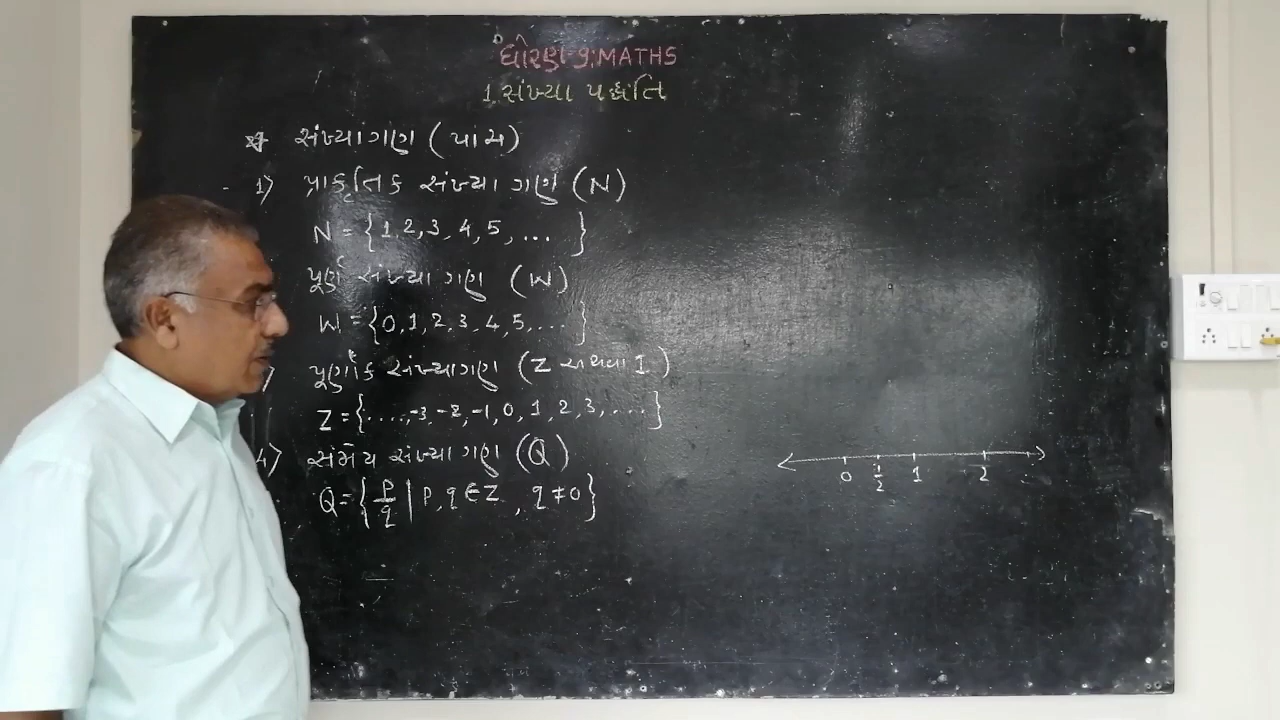 ધોરણ-9:MATHS
1 સંખ્યા પદ્ધતિ
* સંખ્યાગણ (પાંચ)
1) પ્રાકૃતિક સંખ્યા ગણ (N)
N = {1,2,3,4,5,... }
પૂર્ણ સંખ્યા ગણ (W)
W = {0,1,2,3,4,5,... }
) પૂર્ણાંક સંખ્યાગણ (Z અથવા I)
Z={....,-3,-2,-1,0,1,2,3,....}
4) સંમેય સંખ્યા ગણ (Q)
Q={p/q | p,q∈Z, q≠0}
0 1/2 1 2